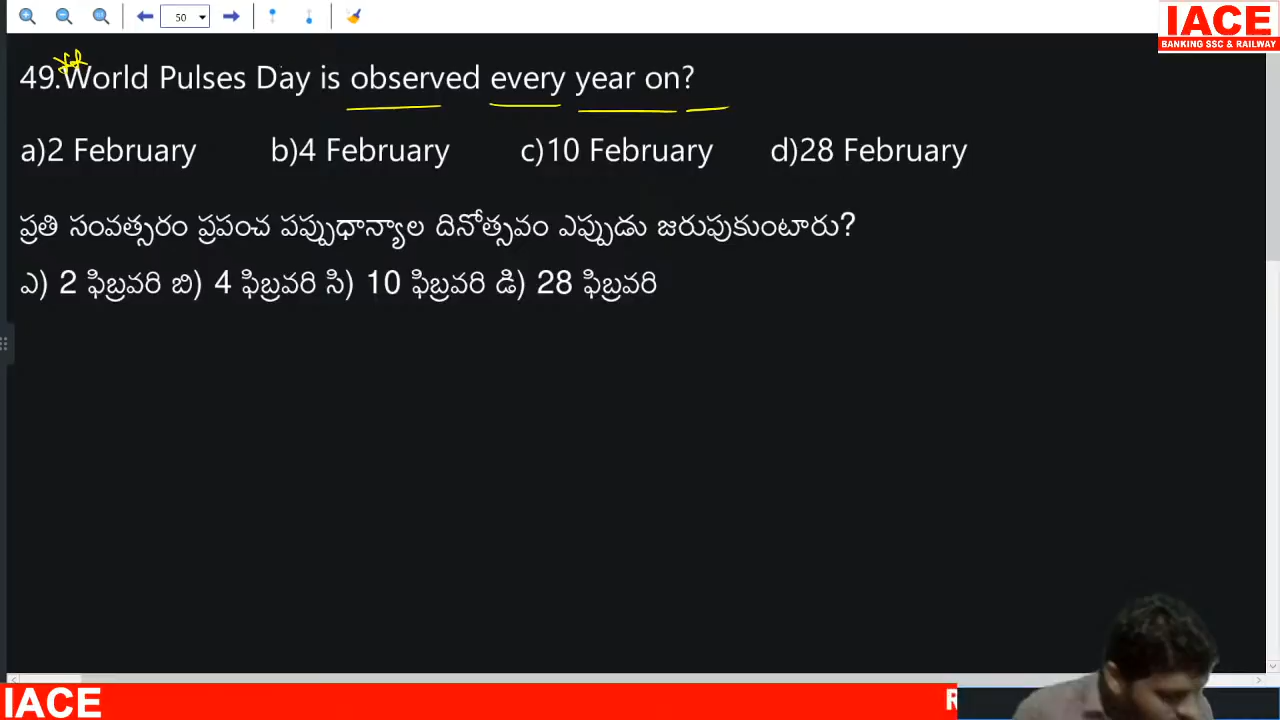 50
IACE
BANKING SSC & RAILWAY
49.World Pulses Day is observed every year on?
a)2 February b)4 February c)10 February d)28 February
ప్రతి సంవత్సరం ప్రపంచ పప్పుధాన్యాల దినోత్సవం ఎప్పుడు జరుపుకుంటారు?
ఎ) 2 ఫిబ్రవరి బి) 4 ఫిబ్రవరి సి) 10 ఫిబ్రవరి డి) 28 ఫిబ్రవరి
IACE
R